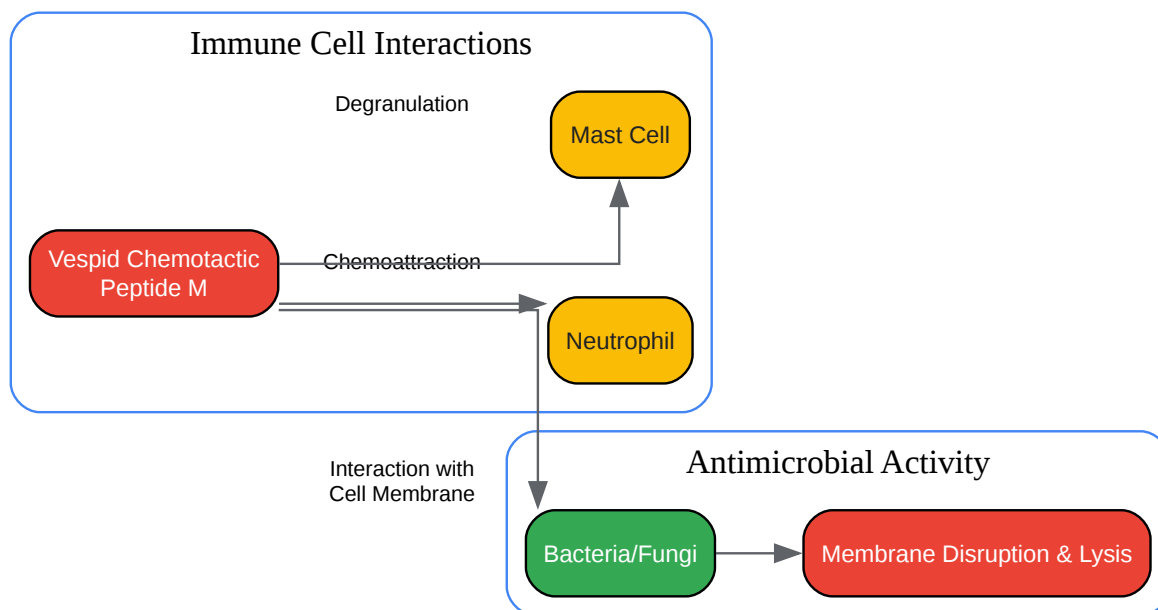 Immune Cell Interactions
Degranulation
Mast Cell
Vespid Chemotactic
Peptide M
Chemoattraction
Neutrophil
Interaction with
Cell Membrane
Antimicrobial Activity
Bacteria/Fungi
Membrane Disruption & Lysis